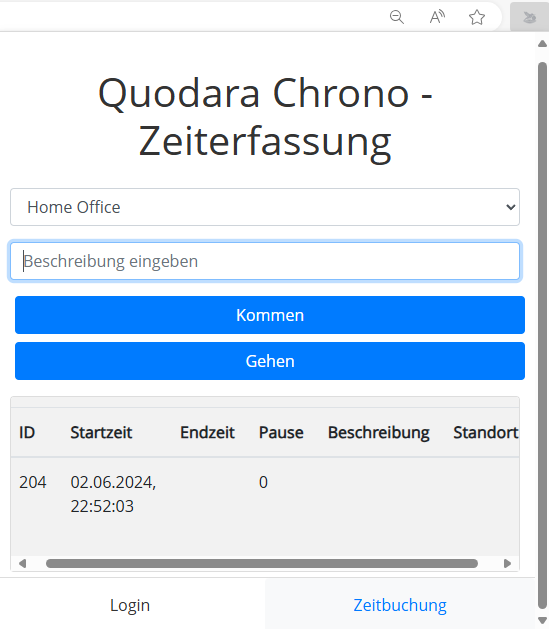 Quodara Chrono -
Zeiterfassung
Home Office
Beschreibung eingeben
Kommen
Gehen
ID Startzeit Endzeit Pause Beschreibung Standort
204 02.06.2024, 0
22:52:03
Login Zeitbuchung